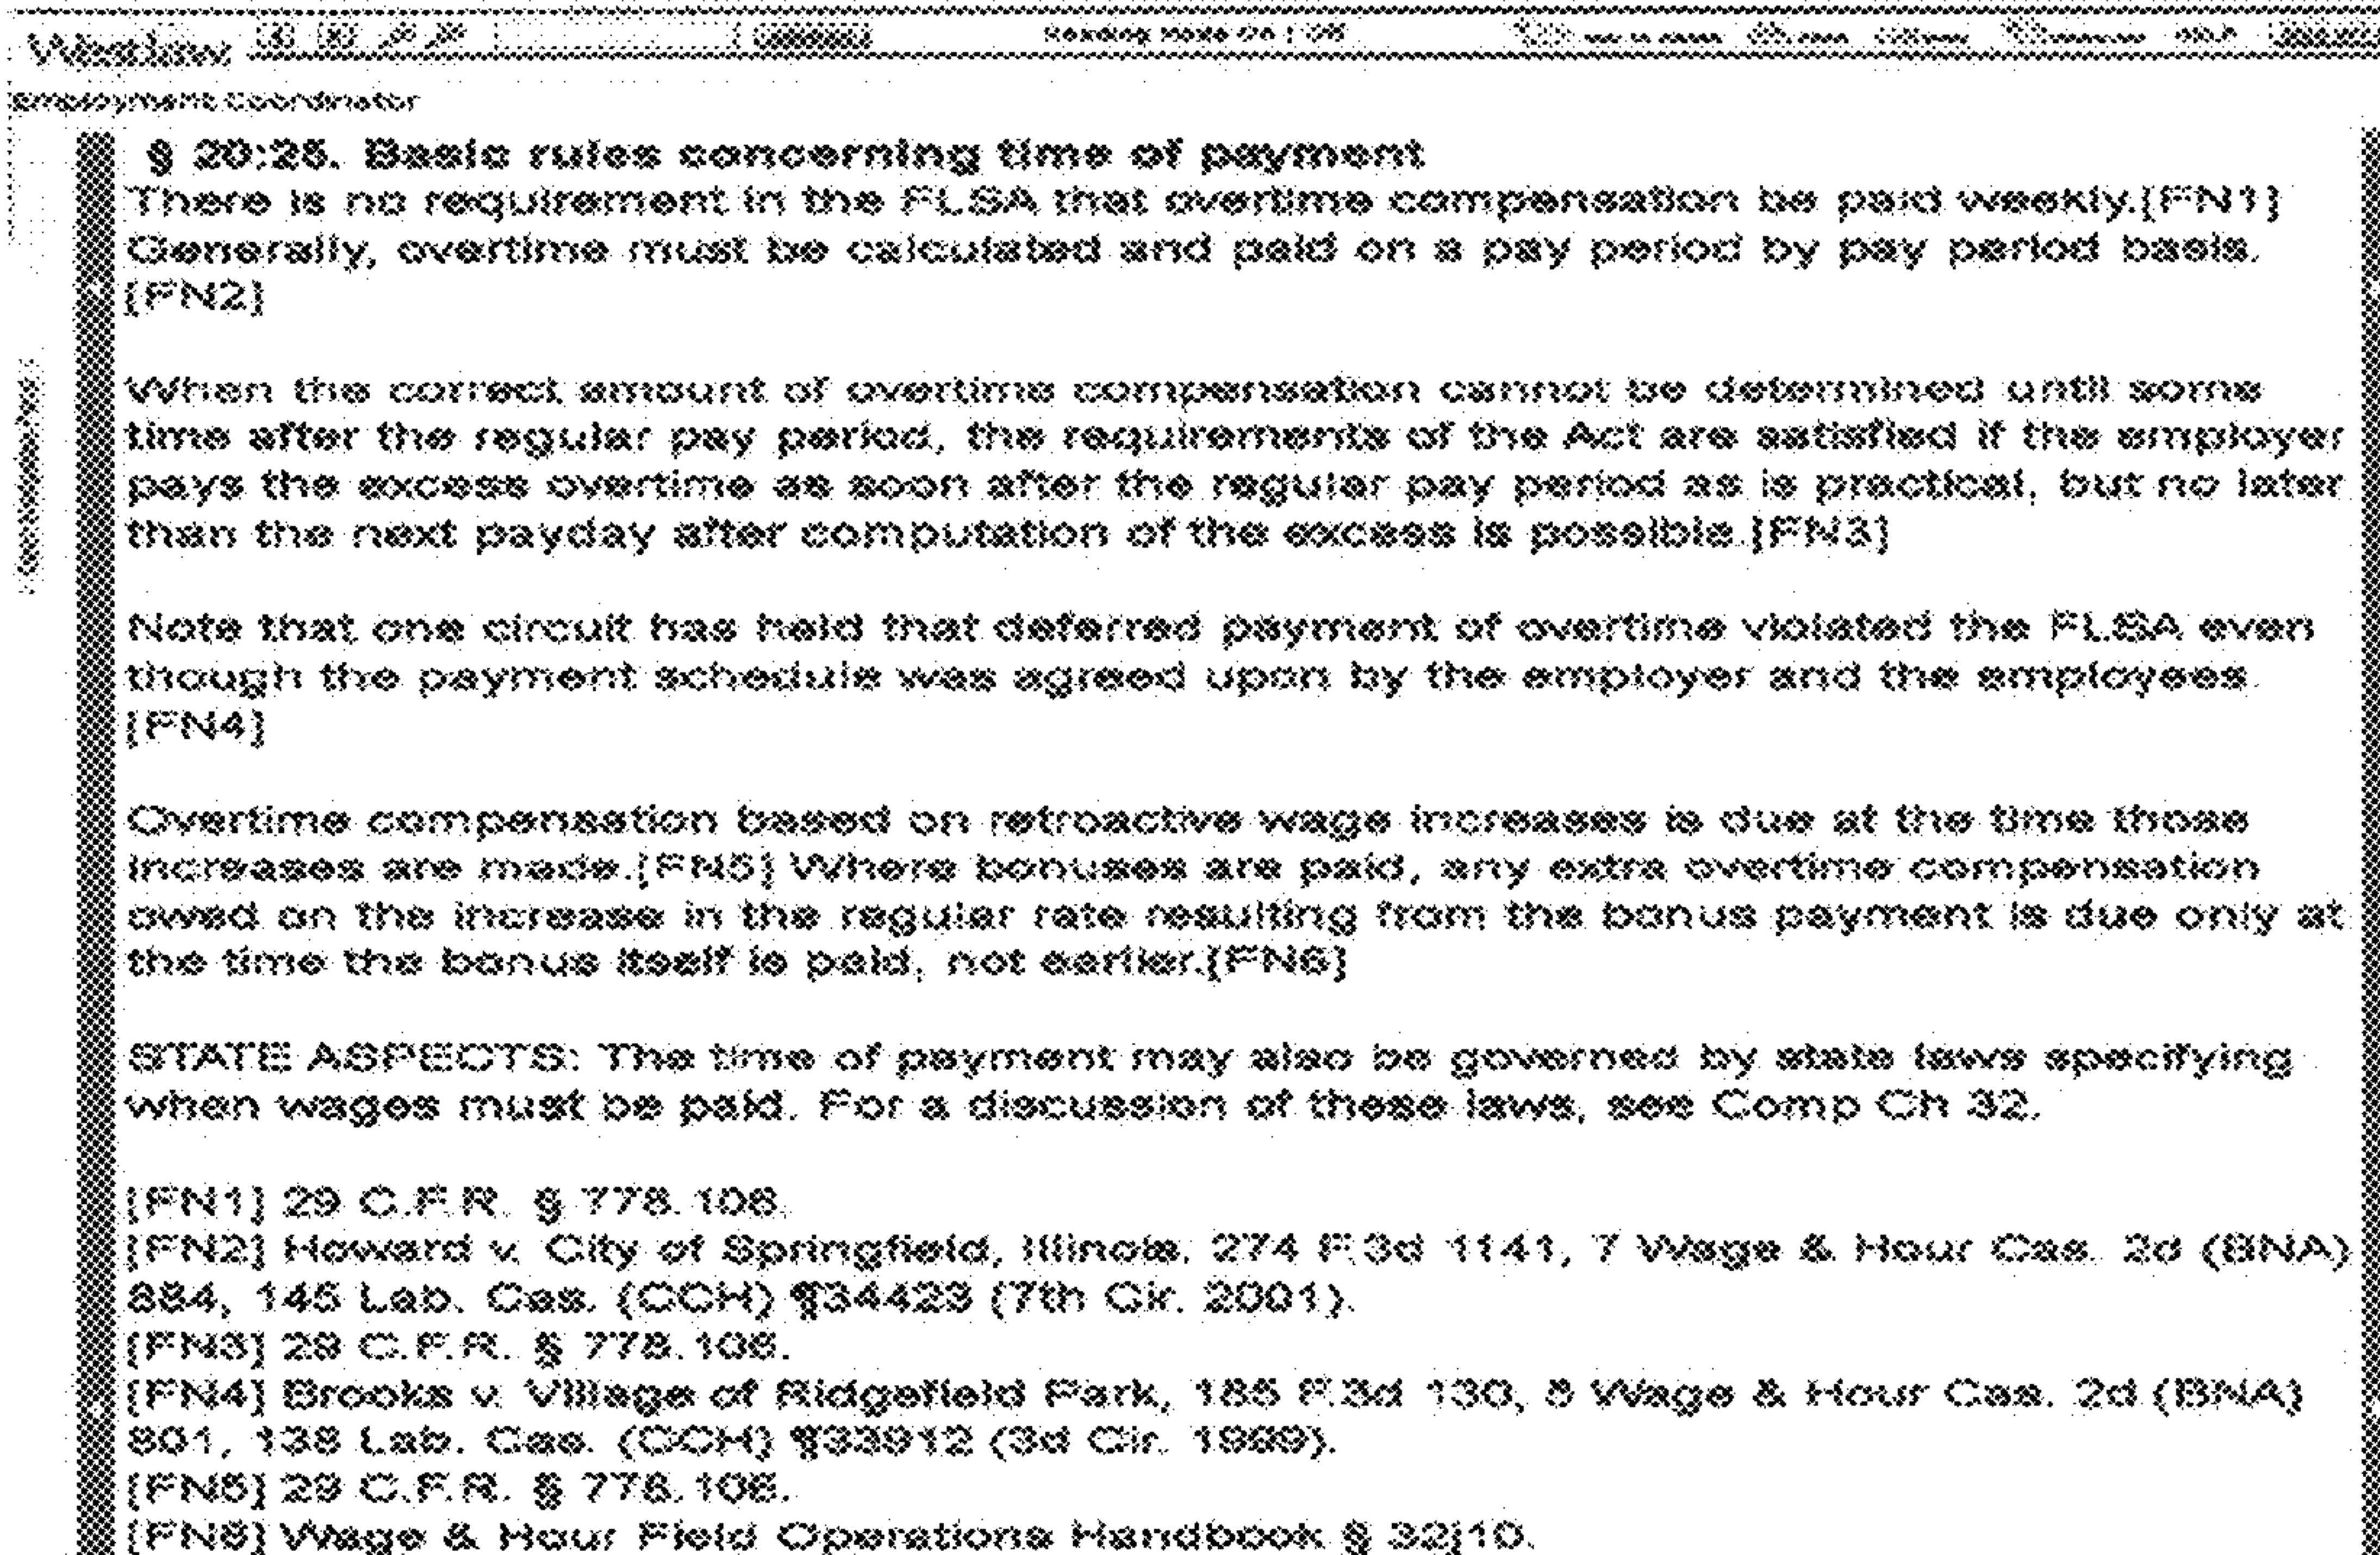 Westlaw
Reading Mode On | Off
Employment Coordinator
§ 20:25. Basic rules concerning time of payment
There is no requirement in the FLSA that overtime compensation be paid weekly.[FN1]
Generally, overtime must be calculated and paid on a pay period by pay period basis.
[FN2]
When the correct amount of overtime compensation cannot be determined until some
time after the regular pay period, the requirements of the Act are satisfied if the employer
pays the excess overtime as soon after the regular pay period as is practical, but no later
than the next payday after computation of the excess is possible.[FN3]
Note that one circuit has held that deferred payment of overtime violated the FLSA even
though the payment schedule was agreed upon by the employer and the employees.
[FN4]
Overtime compensation based on retroactive wage increases is due at the time those
increases are made.[FN5] Where bonuses are paid, any extra overtime compensation
owed on the increase in the regular rate resulting from the bonus payment is due only at
the time the bonus itself is paid, not earlier.[FN6]
STATE ASPECTS: The time of payment may also be governed by state laws specifying
when wages must be paid. For a discussion of these laws, see Comp Ch 32.
[FN1] 29 C.F.R. § 778.106.
[FN2] Howard v. City of Springfield, Illinois, 274 F.3d 1141, 7 Wage & Hour Cas. 2d (BNA)
884, 145 Lab. Cas. (CCH) ¶34423 (7th Cir. 2001).
[FN3] 29 C.F.R. § 778.106.
[FN4] Brooks v. Village of Ridgefield Park, 185 F.3d 130, 5 Wage & Hour Cas. 2d (BNA)
801, 138 Lab. Cas. (CCH) ¶33912 (3d Cir. 1999).
[FN5] 29 C.F.R. § 778.106.
[FN6] Wage & Hour Field Operations Handbook § 32j10.